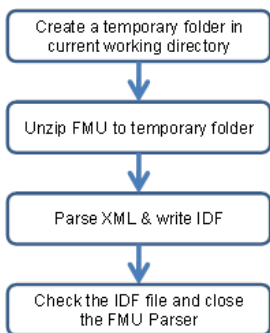 Create a temporary folder in
current working directory
Unzip FMU to temporary folder
Parse XML & write IDF
Check the IDF file and close
the FMU Parser